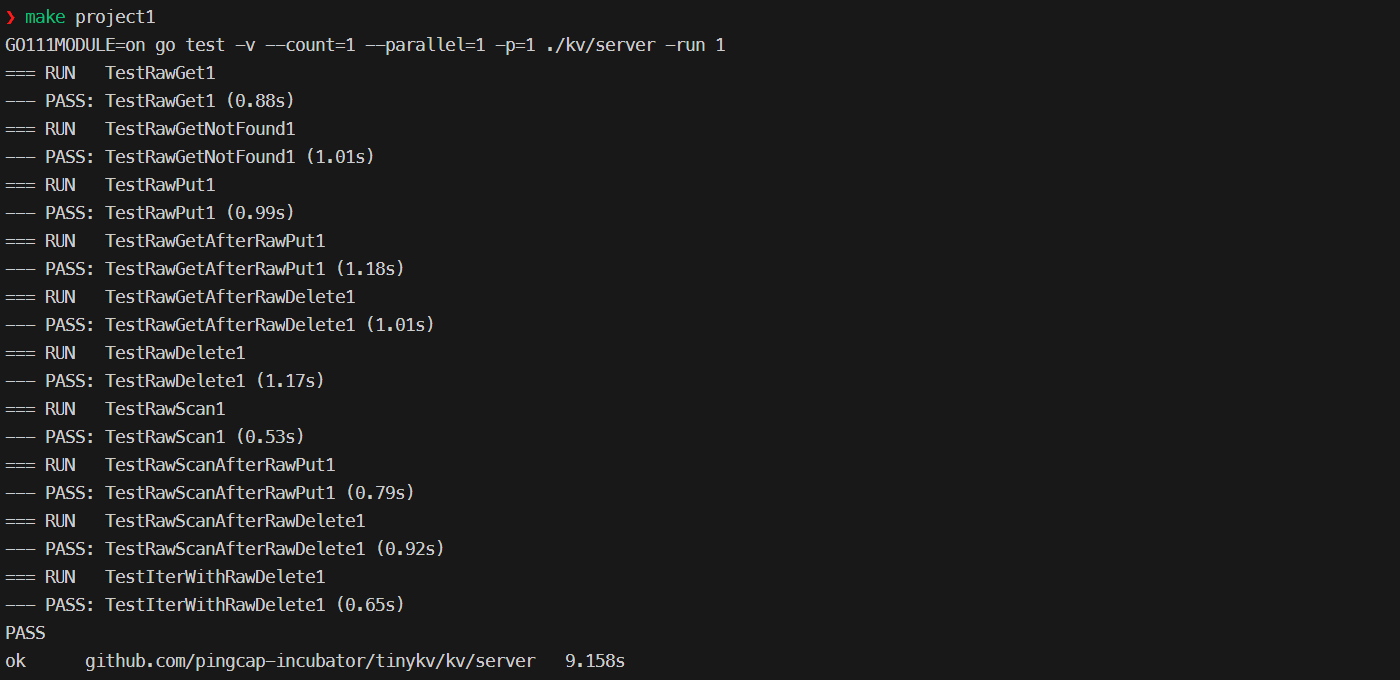 ❯ make project1
GO111MODULE=on go test -v --count=1 --parallel=1 -p=1 ./kv/server -run 1
=== RUN   TestRawGet1
--- PASS: TestRawGet1 (0.88s)
=== RUN   TestRawGetNotFound1
--- PASS: TestRawGetNotFound1 (1.01s)
=== RUN   TestRawPut1
--- PASS: TestRawPut1 (0.99s)
=== RUN   TestRawGetAfterRawPut1
--- PASS: TestRawGetAfterRawPut1 (1.18s)
=== RUN   TestRawGetAfterRawDelete1
--- PASS: TestRawGetAfterRawDelete1 (1.01s)
=== RUN   TestRawDelete1
--- PASS: TestRawDelete1 (1.17s)
=== RUN   TestRawScan1
--- PASS: TestRawScan1 (0.53s)
=== RUN   TestRawScanAfterRawPut1
--- PASS: TestRawScanAfterRawPut1 (0.79s)
=== RUN   TestRawScanAfterRawDelete1
--- PASS: TestRawScanAfterRawDelete1 (0.92s)
=== RUN   TestIterWithRawDelete1
--- PASS: TestIterWithRawDelete1 (0.65s)
PASS
ok      github.com/pingcap-incubator/tinykv/kv/server   9.158s